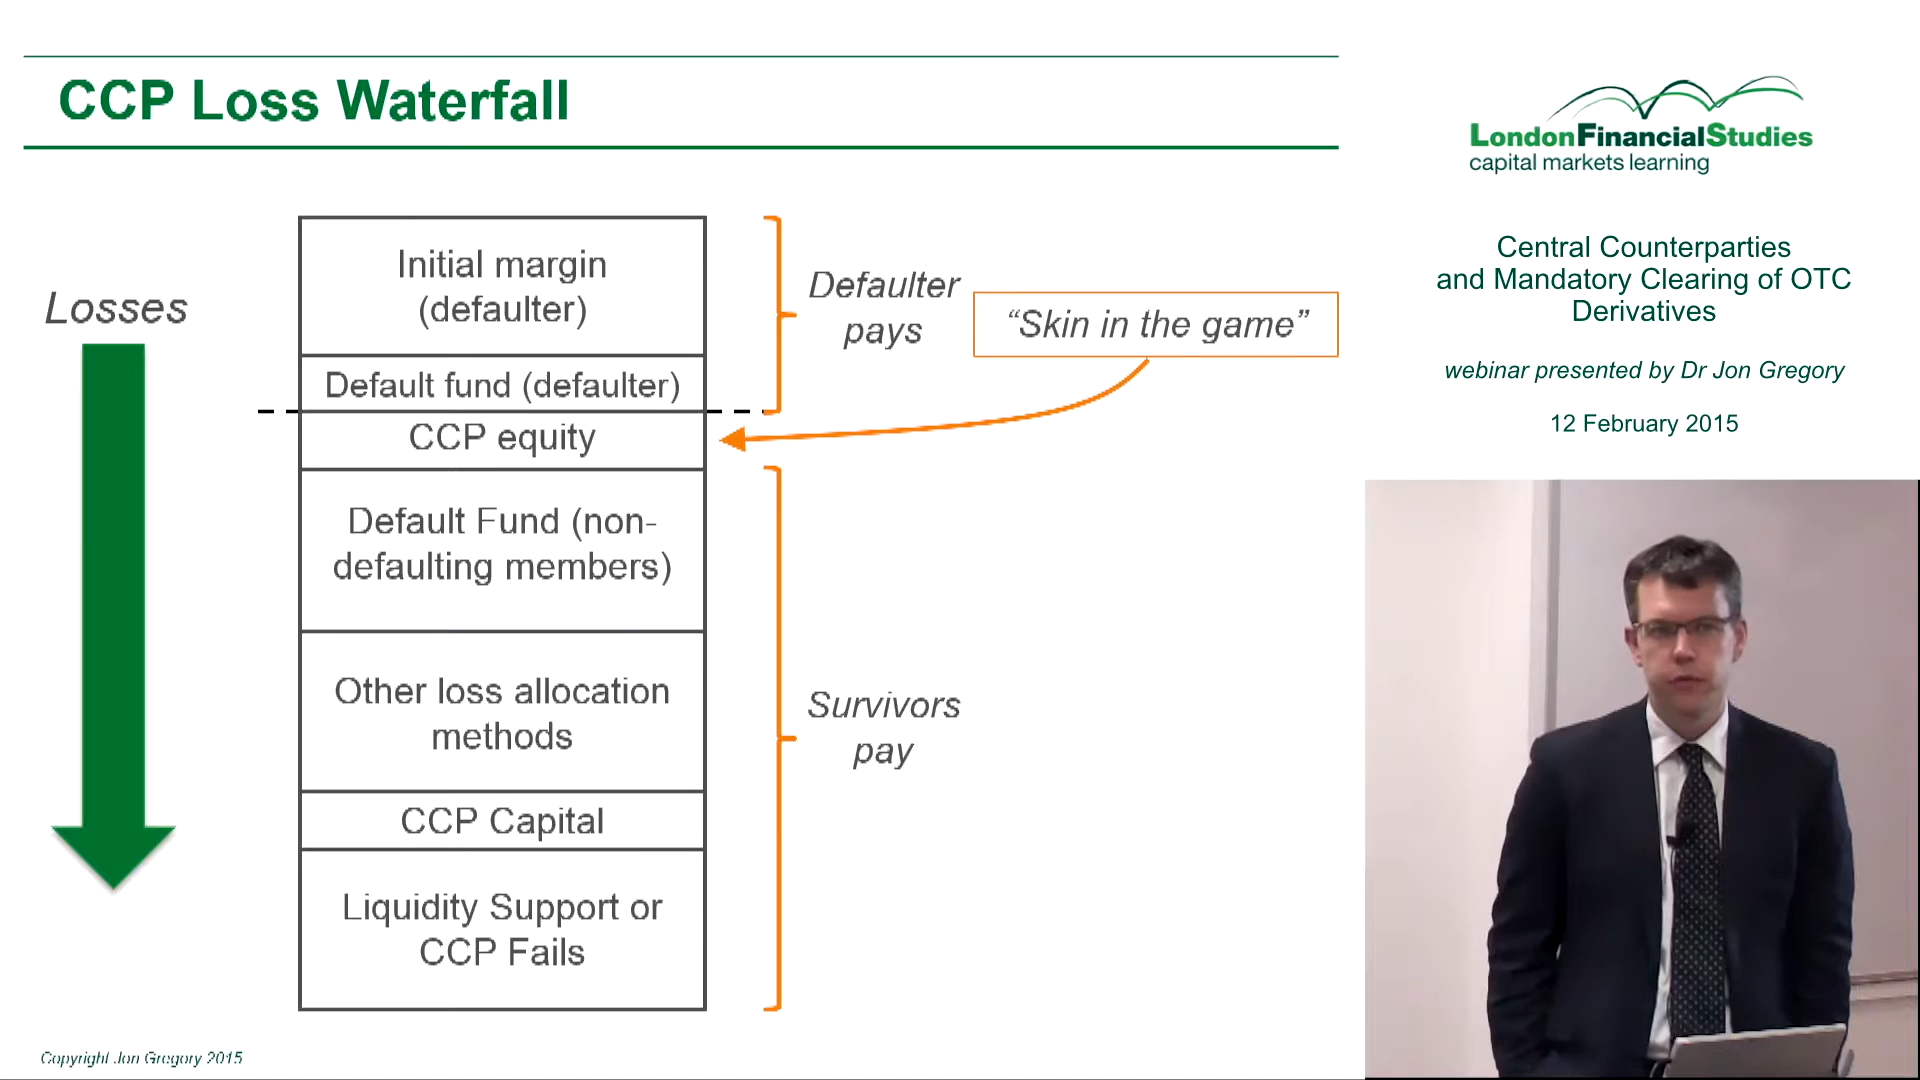 CCP Loss Waterfall
Losses
Initial margin
(defaulter)
Default fund (defaulter)
CCP equity
Default Fund (non-
defaulting members)
Other loss allocation
methods
CCP Capital
Liquidity Support or
CCP Fails
Defaulter
pays
“Skin in the game”
Survivors
pay
Copyright Jon Gregory 2015
LondonFinancialStudies
capital markets learning
Central Counterparties
and Mandatory Clearing of OTC
Derivatives
webinar presented by Dr Jon Gregory
12 February 2015